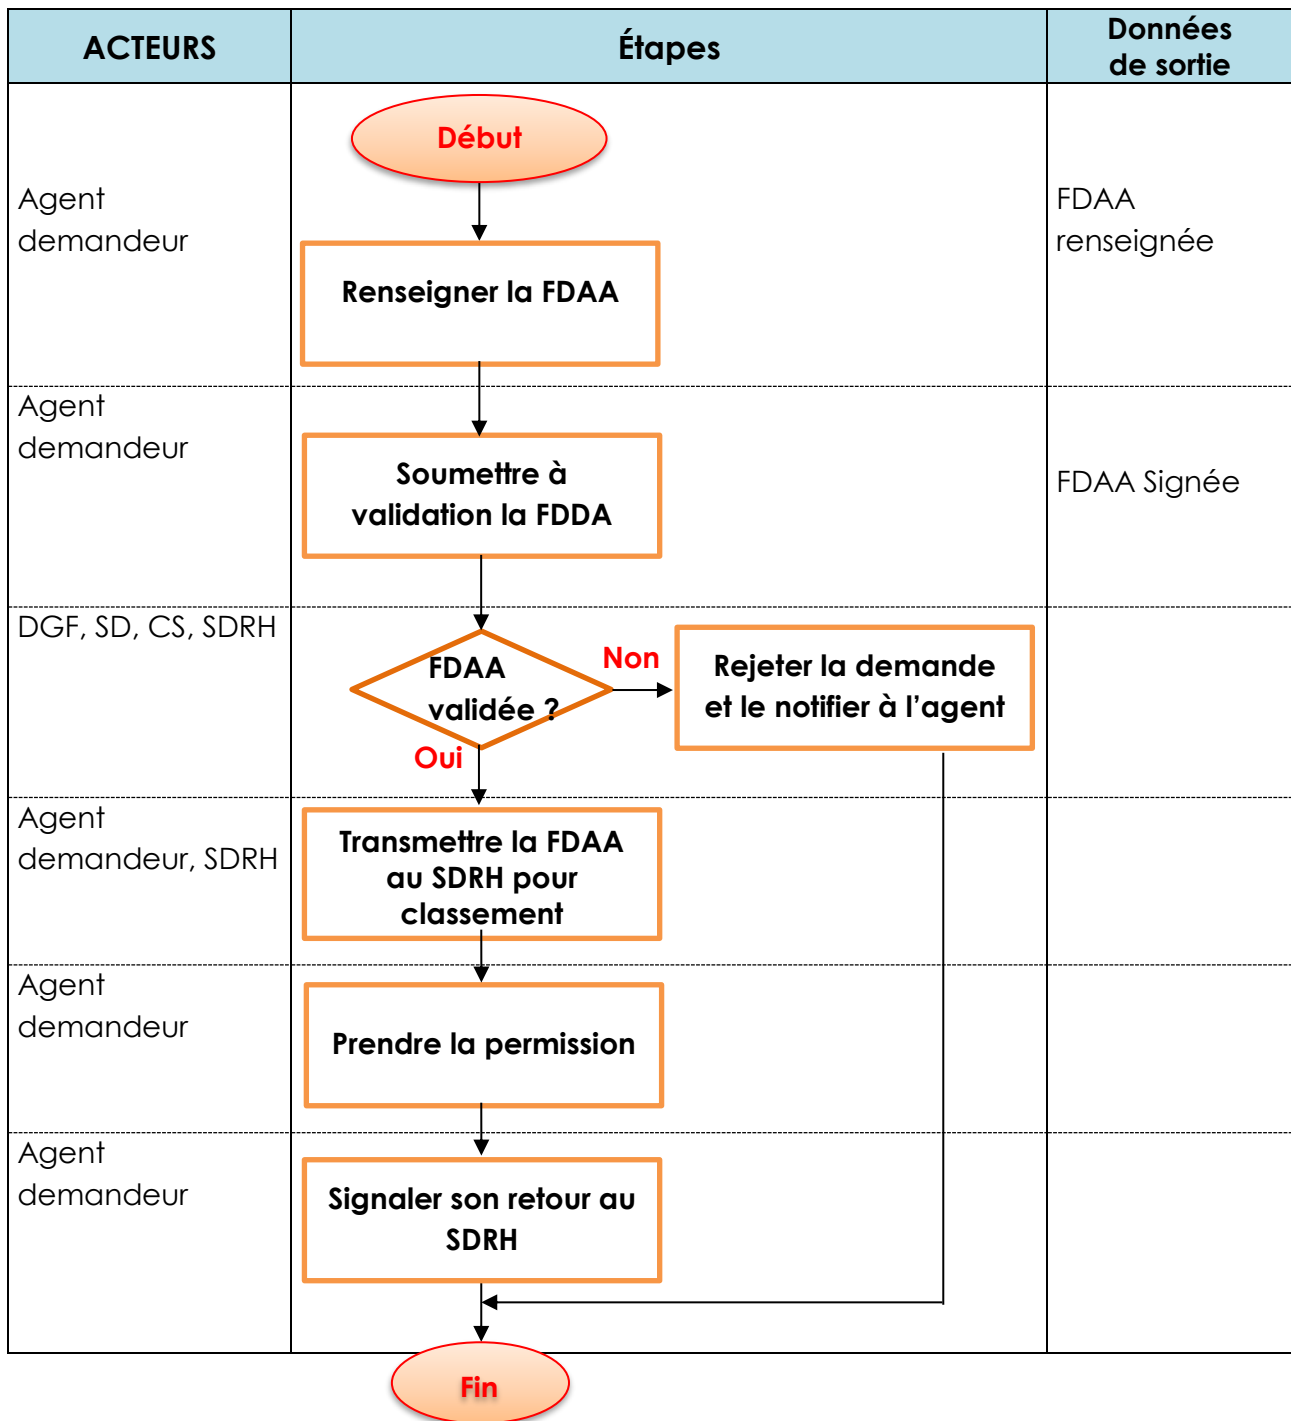 ACTEURS
Étapes
Données
de sortie
Début
Agent
demandeur
FDAA
renseignée
Renseigner la FDAA
Agent
demandeur
Soumettre à
validation la FDDA
FDAA Signée
DGF, SD, CS, SDRH
FDAA
validée ?
Non
Oui
Rejeter la demande
et le notifier à l’agent
Agent
demandeur, SDRH
Transmettre la FDAA
au SDRH pour
classement
Agent
demandeur
Prendre la permission
Agent
demandeur
Signaler son retour au
SDRH
Fin